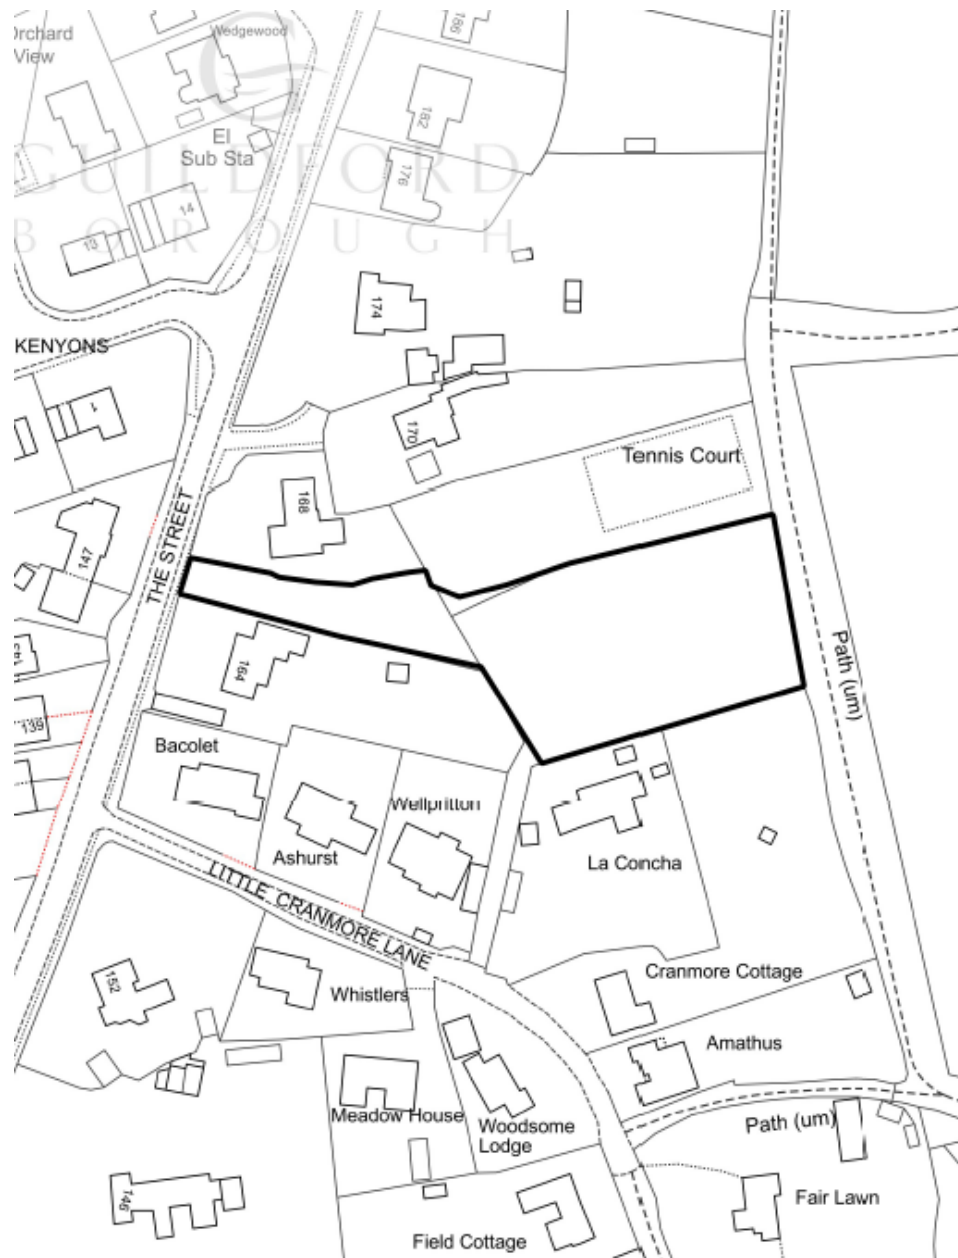 Orchard
View
Wedgewood
186
El
Sub Sta
182
GUILDFORD
176
14
13
BOROUGH
174
KENYONS
1
170
Tennis Court
168
THE STREET
147
Path (um)
164
139
Bacolet
Wellpritton
Ashurst
La Concha
LITTLE CRANMORE LANE
Cranmore Cottage
152
Whistlers
Amathus
Meadow House
Woodsome
Lodge
Path (um)
146
Fair Lawn
Field Cottage